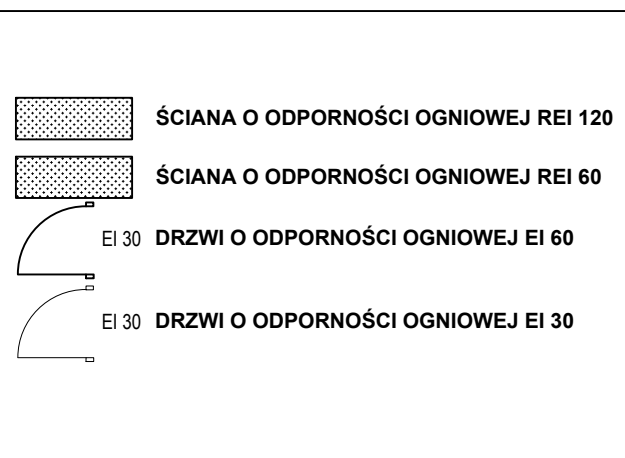 ŚCIANA O ODPORNOŚCI OGNIOWEJ REI 120
ŚCIANA O ODPORNOŚCI OGNIOWEJ REI 60
EI 30 DRZWI O ODPORNOŚCI OGNIOWEJ EI 60
EI 30 DRZWI O ODPORNOŚCI OGNIOWEJ EI 30